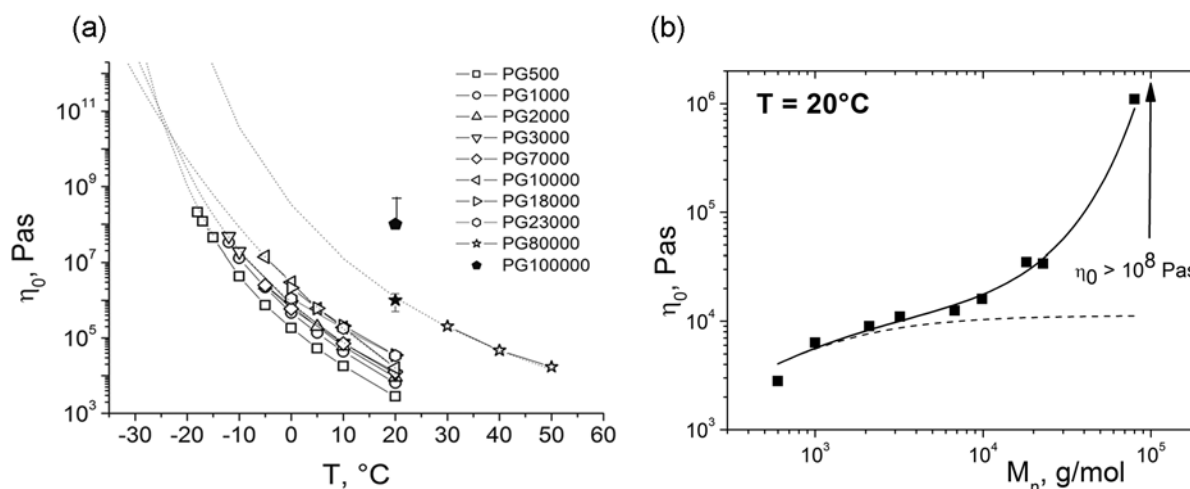 (a)
η₀, Pas
10¹¹
10⁹
10⁷
10⁵
10³
-30 -20 -10 0 10 20 30 40 50 60
T, °C
PG500
PG1000
PG2000
PG3000
PG7000
PG10000
PG18000
PG23000
PG80000
PG100000
(b)
η₀, Pas
10⁶
10⁵
10⁴
10³
T = 20°C
η₀ > 10⁸ Pas
10³ 10⁴ 10⁵
Mₙ, g/mol